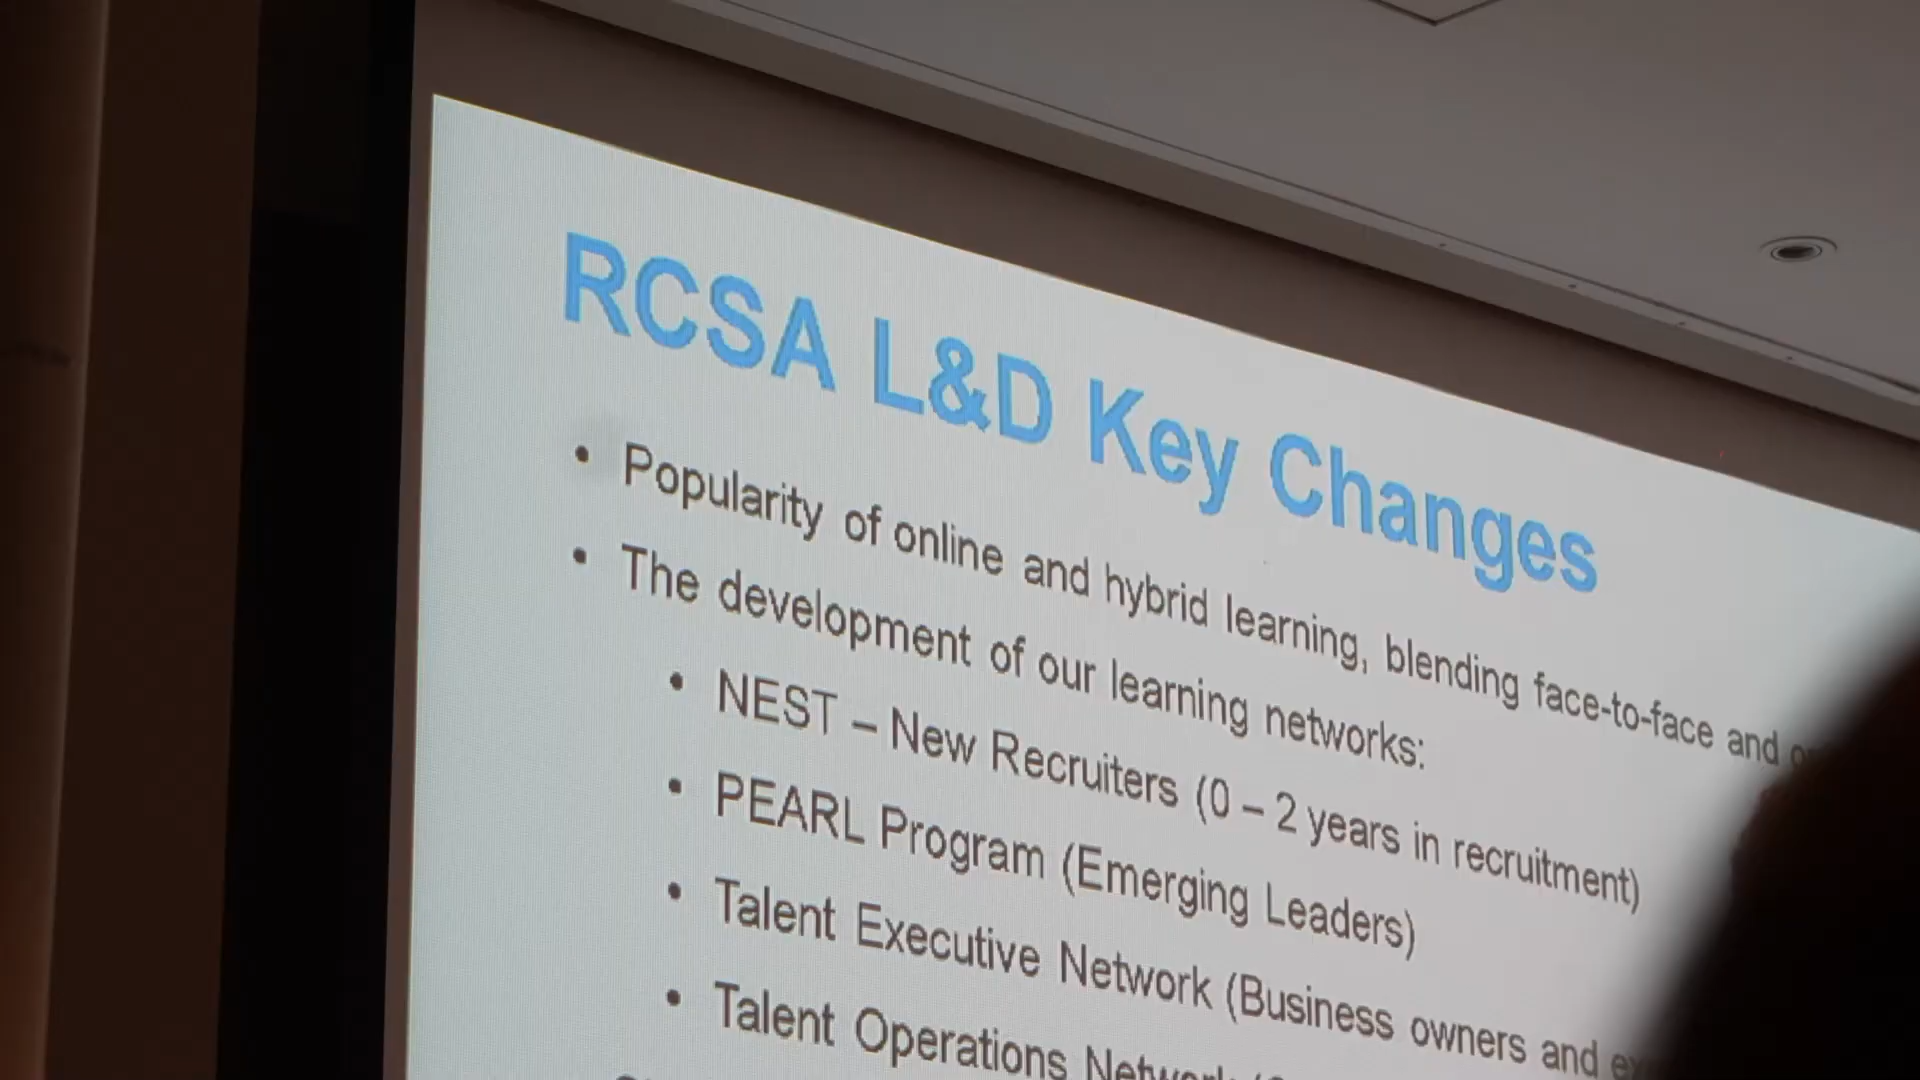 RCSA L&D Key Changes
• Popularity of online and hybrid learning, blending face-to-face and
• The development of our learning networks:
• NEST – New Recruiters (0 – 2 years in recruitment)
• PEARL Program (Emerging Leaders)
• Talent Executive Network (Business owners and
• Talent Operations Network